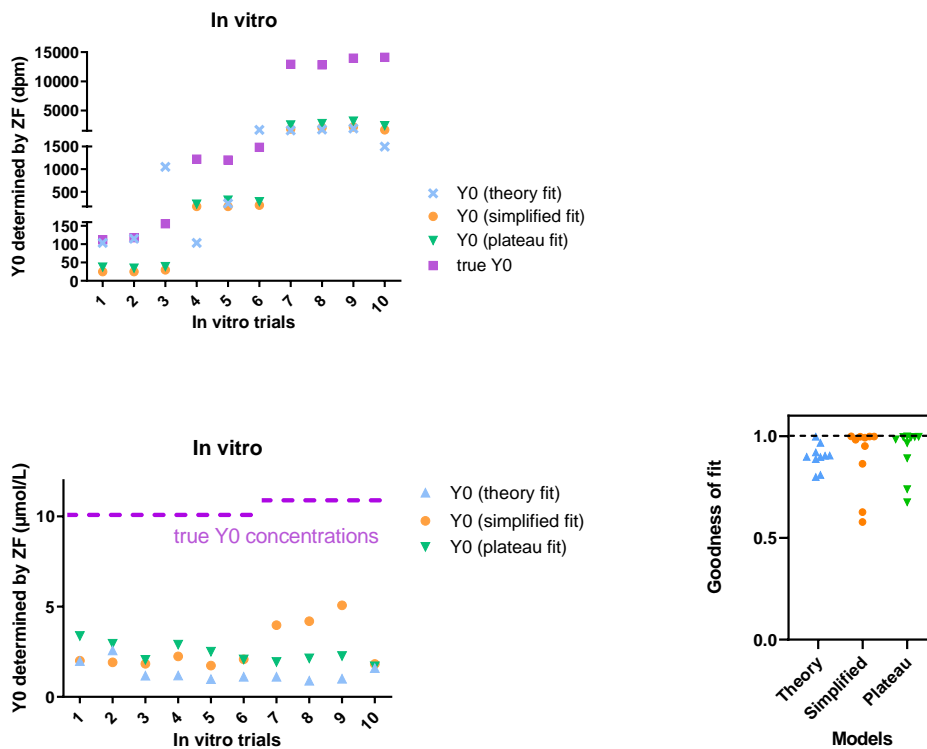 In vitro
Y0 determined by ZF (dpm)
15000
10000
5000
1500
1000
500
150
100
50
0
1 2 3 4 5 6 7 8 9 10
In vitro trials
Y0 (theory fit)
Y0 (simplified fit)
Y0 (plateau fit)
true Y0
In vitro
Y0 determined by ZF (µmol/L)
10
5
0
true Y0 concentrations
1 2 3 4 5 6 7 8 9 10
In vitro trials
Y0 (theory fit)
Y0 (simplified fit)
Y0 (plateau fit)
Goodness of fit
1.0
0.5
0.0
Theory
Simplified
Plateau
Models